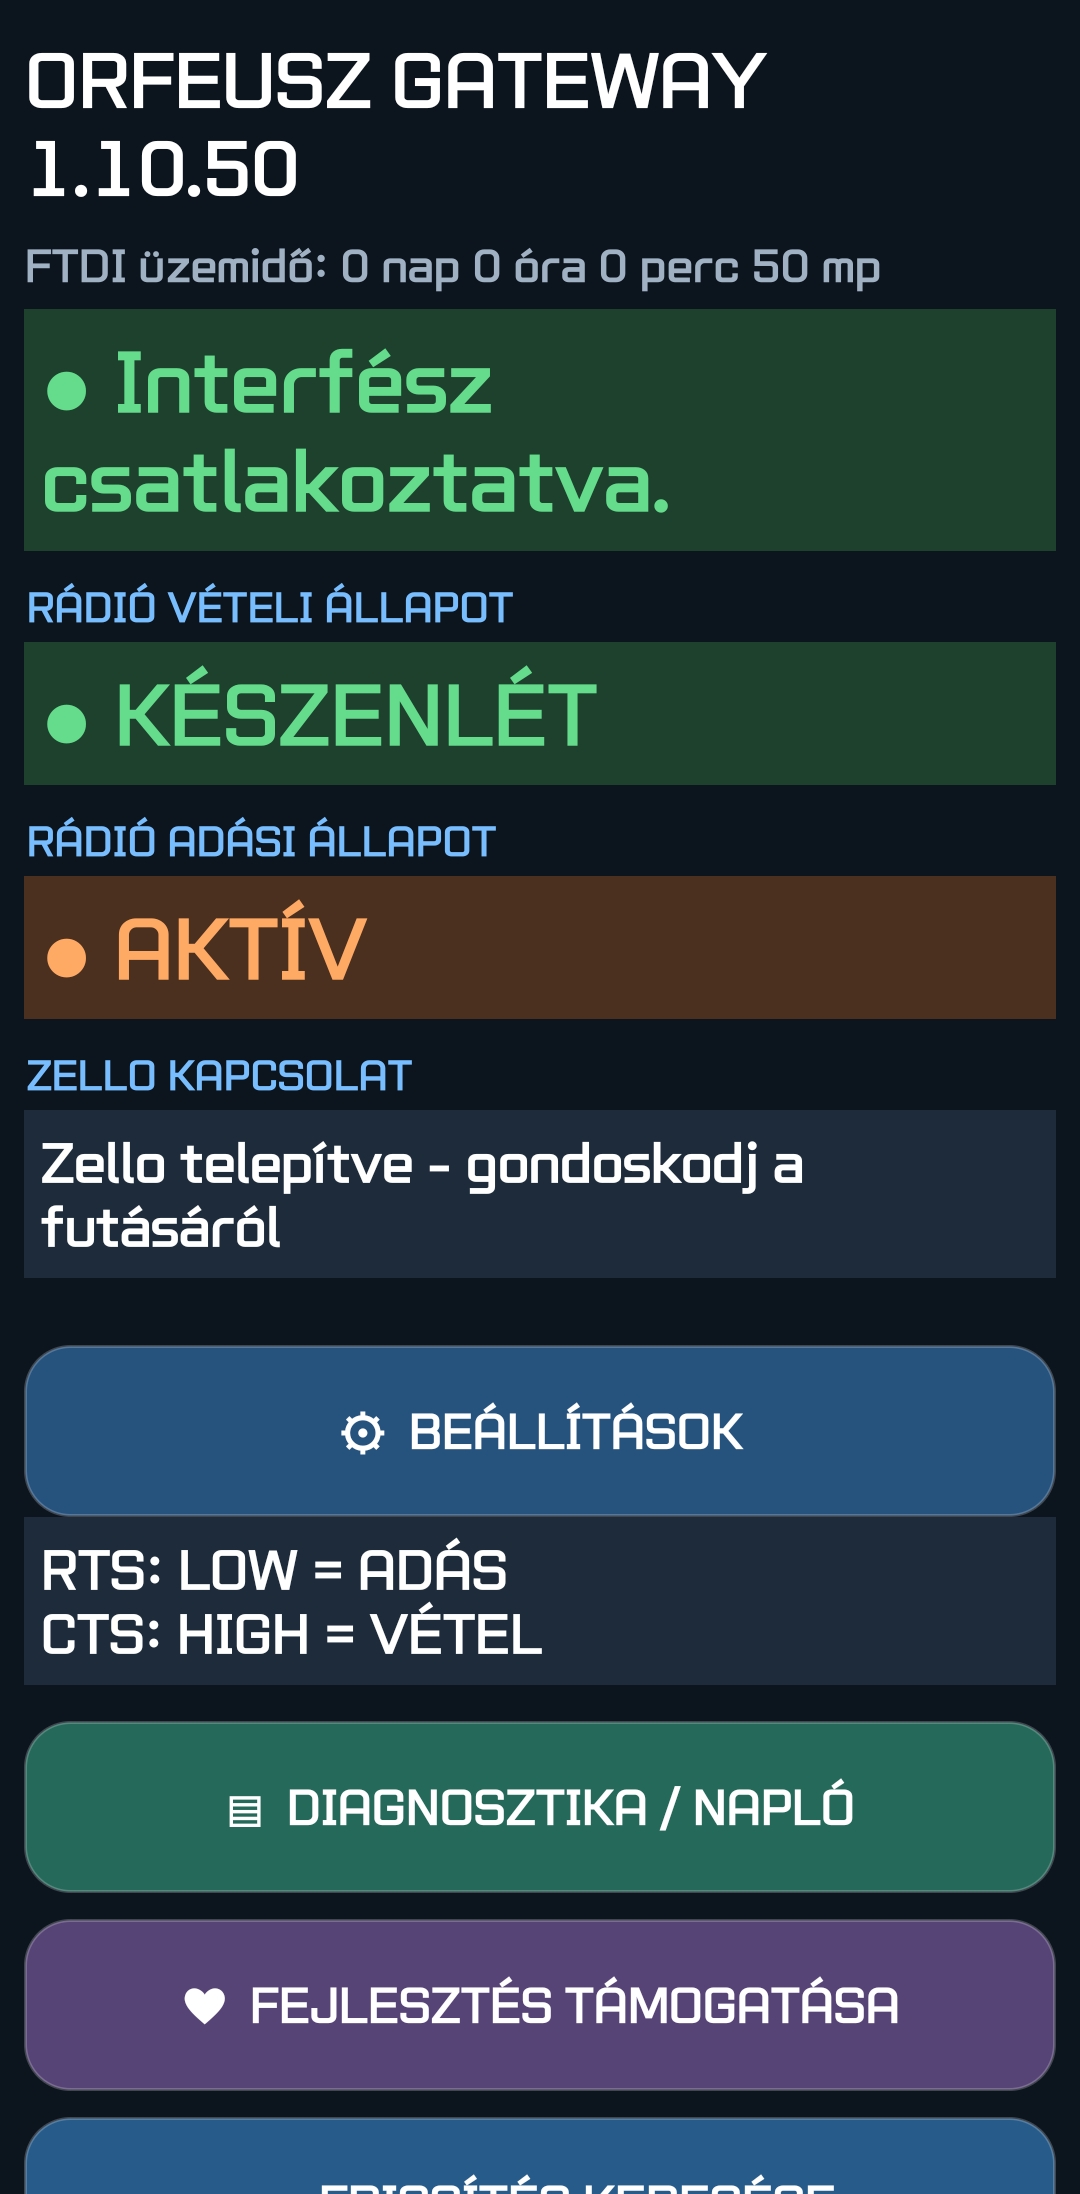 ORFEUSZ GATEWAY
1.10.50
FTDI üzemidő: 0 nap 0 óra 0 perc 50 mp
● Interfész
csatlakoztatva.
RÁDIÓ VÉTELI ÁLLAPOT
● KÉSZENLÉT
RÁDIÓ ADÁSI ÁLLAPOT
● AKTÍV
ZELLO KAPCSOLAT
Zello telepítve - gondoskodj a
futásáról
⚙ BEÁLLÍTÁSOK
RTS: LOW = ADÁS
CTS: HIGH = VÉTEL
▤ DIAGNOSZTIKA / NAPLÓ
♥ FEJLESZTÉS TÁMOGATÁSA
FRISSÍTÉS KERESÉSE